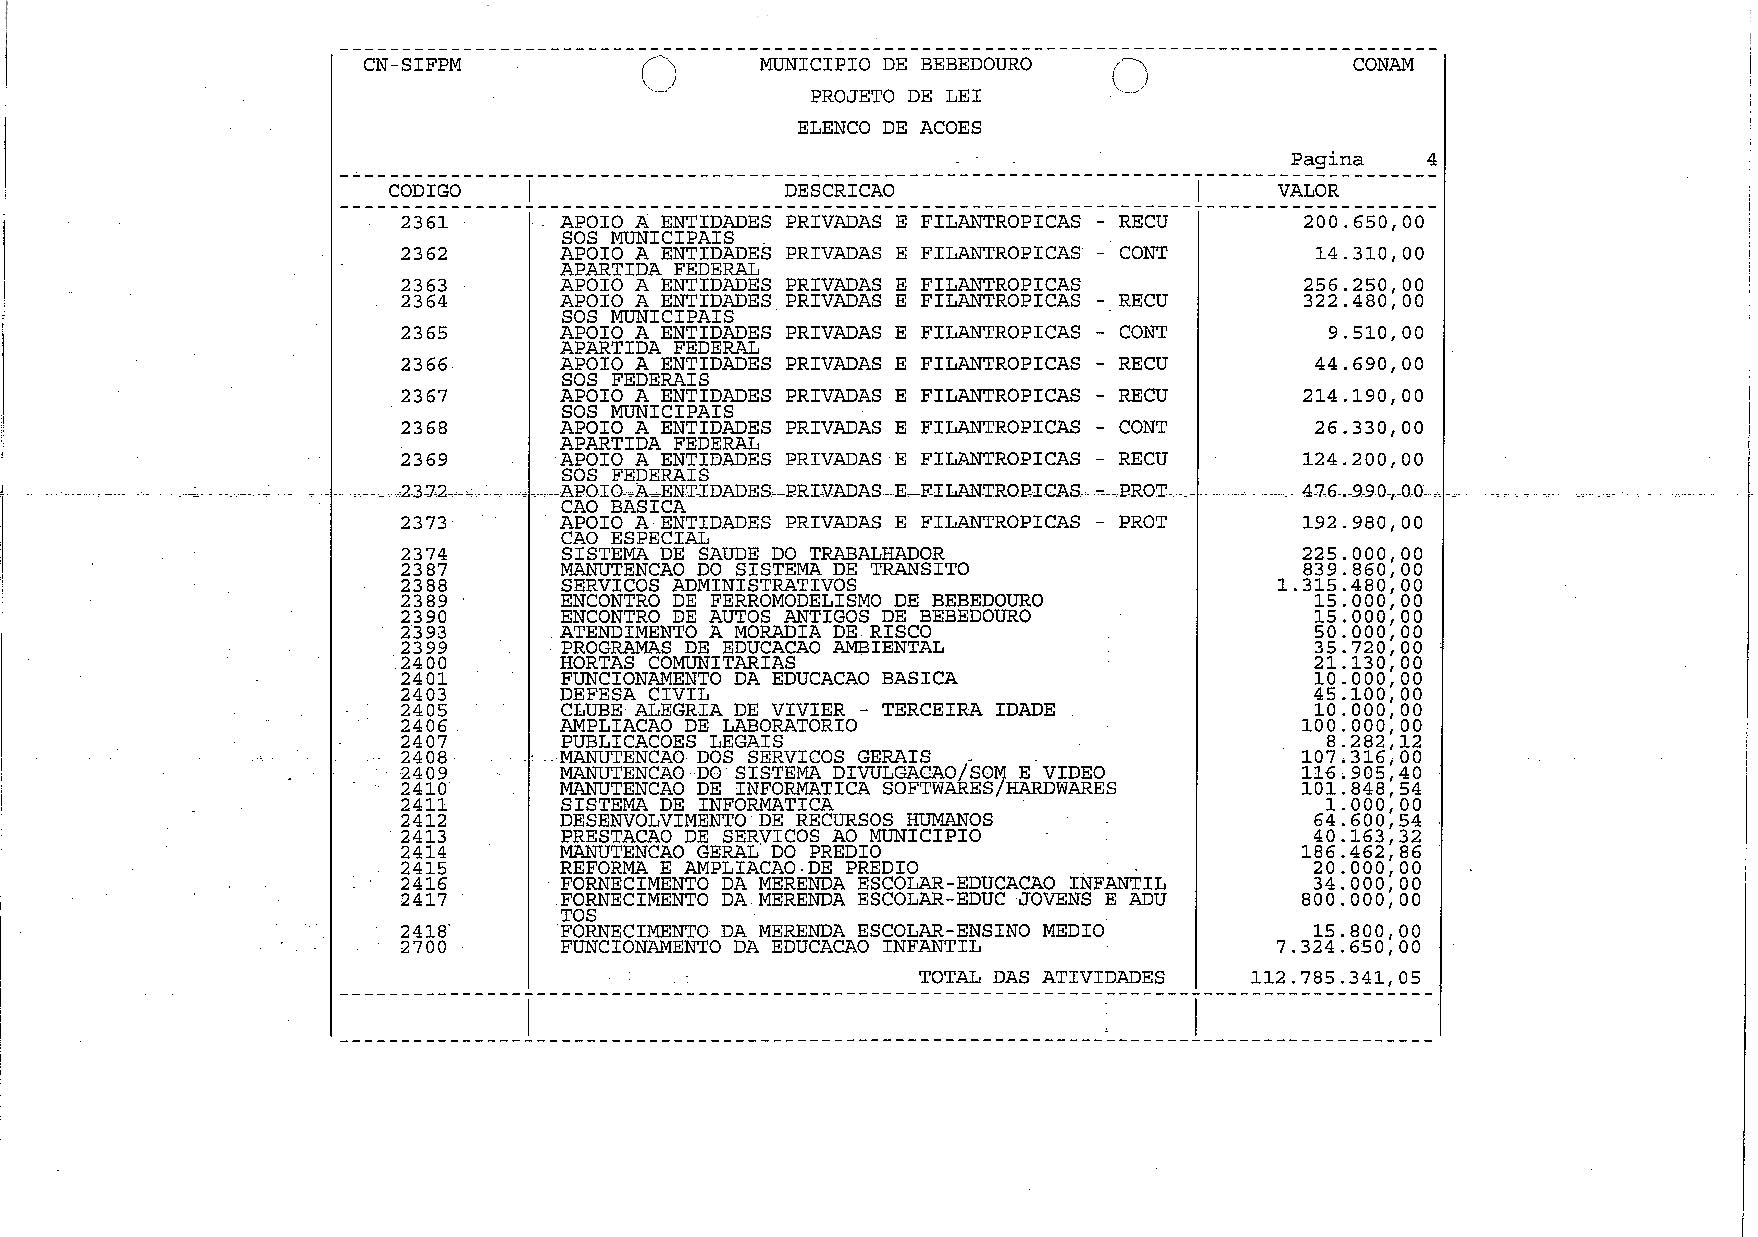 CN-SIFPM MUNICIPIO DE BEBEDOURO CONAM
PROJETO DE LEI
ELENCO DE ACOES
Pagina 4
CODIGO DESCRICAO VALOR
2361 APOIO A ENTIDADES PRIVADAS E FILANTROPICAS - RECU 200.650,00
SOS MUNICIPAIS
2362 APOIO A ENTIDADES PRIVADAS E FILANTROPICAS - CONT 14.310,00
APARTIDA FEDERAL
2363 APOIO A ENTIDADES PRIVADAS E FILANTROPICAS 256.250,00
2364 APOIO A ENTIDADES PRIVADAS E FILANTROPICAS - RECU 322.480,00
SOS MUNICIPAIS
2365 APOIO A ENTIDADES PRIVADAS E FILANTROPICAS - CONT 9.510,00
APARTIDA FEDERAL
2366 APOIO A ENTIDADES PRIVADAS E FILANTROPICAS - RECU 44.690,00
SOS FEDERAIS
2367 APOIO A ENTIDADES PRIVADAS E FILANTROPICAS - RECU 214.190,00
SOS MUNICIPAIS
2368 APOIO A ENTIDADES PRIVADAS E FILANTROPICAS - CONT 26.330,00
APARTIDA FEDERAL
2369 APOIO A ENTIDADES PRIVADAS E FILANTROPICAS - RECU 124.200,00
SOS FEDERAIS
2372 APOIO A ENTIDADES PRIVADAS E FILANTROPICAS - PROT 476.990,00
CAO BASICA
2373 APOIO A ENTIDADES PRIVADAS E FILANTROPICAS - PROT 192.980,00
CAO ESPECIAL
2374 SISTEMA DE SAUDE DO TRABALHADOR 225.000,00
2387 MANUTENCAO DO SISTEMA DE TRANSITO 839.860,00
2388 SERVICOS ADMINISTRATIVOS 1.315.480,00
2389 ENCONTRO DE FERROMODELISMO DE BEBEDOURO 15.000,00
2390 ENCONTRO DE AUTOS ANTIGOS DE BEBEDOURO 15.000,00
2393 ATENDIMENTO A MORADIA DE RISCO 50.000,00
2399 PROGRAMAS DE EDUCACAO AMBIENTAL 35.720,00
2400 HORTAS COMUNITARIAS 21.130,00
2401 FUNCIONAMENTO DA EDUCACAO BASICA 10.000,00
2403 DEFESA CIVIL 45.100,00
2405 CLUBE ALEGRIA DE VIVIER - TERCEIRA IDADE 10.000,00
2406 AMPLIACAO DE LABORATORIO 100.000,00
2407 PUBLICACOES LEGAIS 8.282,12
2408 MANUTENCAO DOS SERVICOS GERAIS 107.316,00
2409 MANUTENCAO DO SISTEMA DIVULGACAO/SOM E VIDEO 116.905,40
2410 MANUTENCAO DE INFORMATICA SOFTWARES/HARDWARES 101.848,54
2411 SISTEMA DE INFORMATICA 1.000,00
2412 DESENVOLVIMENTO DE RECURSOS HUMANOS 64.600,54
2413 PRESTACAO DE SERVICOS AO MUNICIPIO 40.163,32
2414 MANUTENCAO GERAL DO PREDIO 186.462,86
2415 REFORMA E AMPLIACAO DE PREDIO 20.000,00
2416 FORNECIMENTO DA MERENDA ESCOLAR-EDUCACAO INFANTIL 34.000,00
2417 FORNECIMENTO DA MERENDA ESCOLAR-EDUC JOVENS E ADU 800.000,00
TOS
2418 FORNECIMENTO DA MERENDA ESCOLAR-ENSINO MEDIO 15.800,00
2700 FUNCIONAMENTO DA EDUCACAO INFANTIL 7.324.650,00
TOTAL DAS ATIVIDADES 112.785.341,05